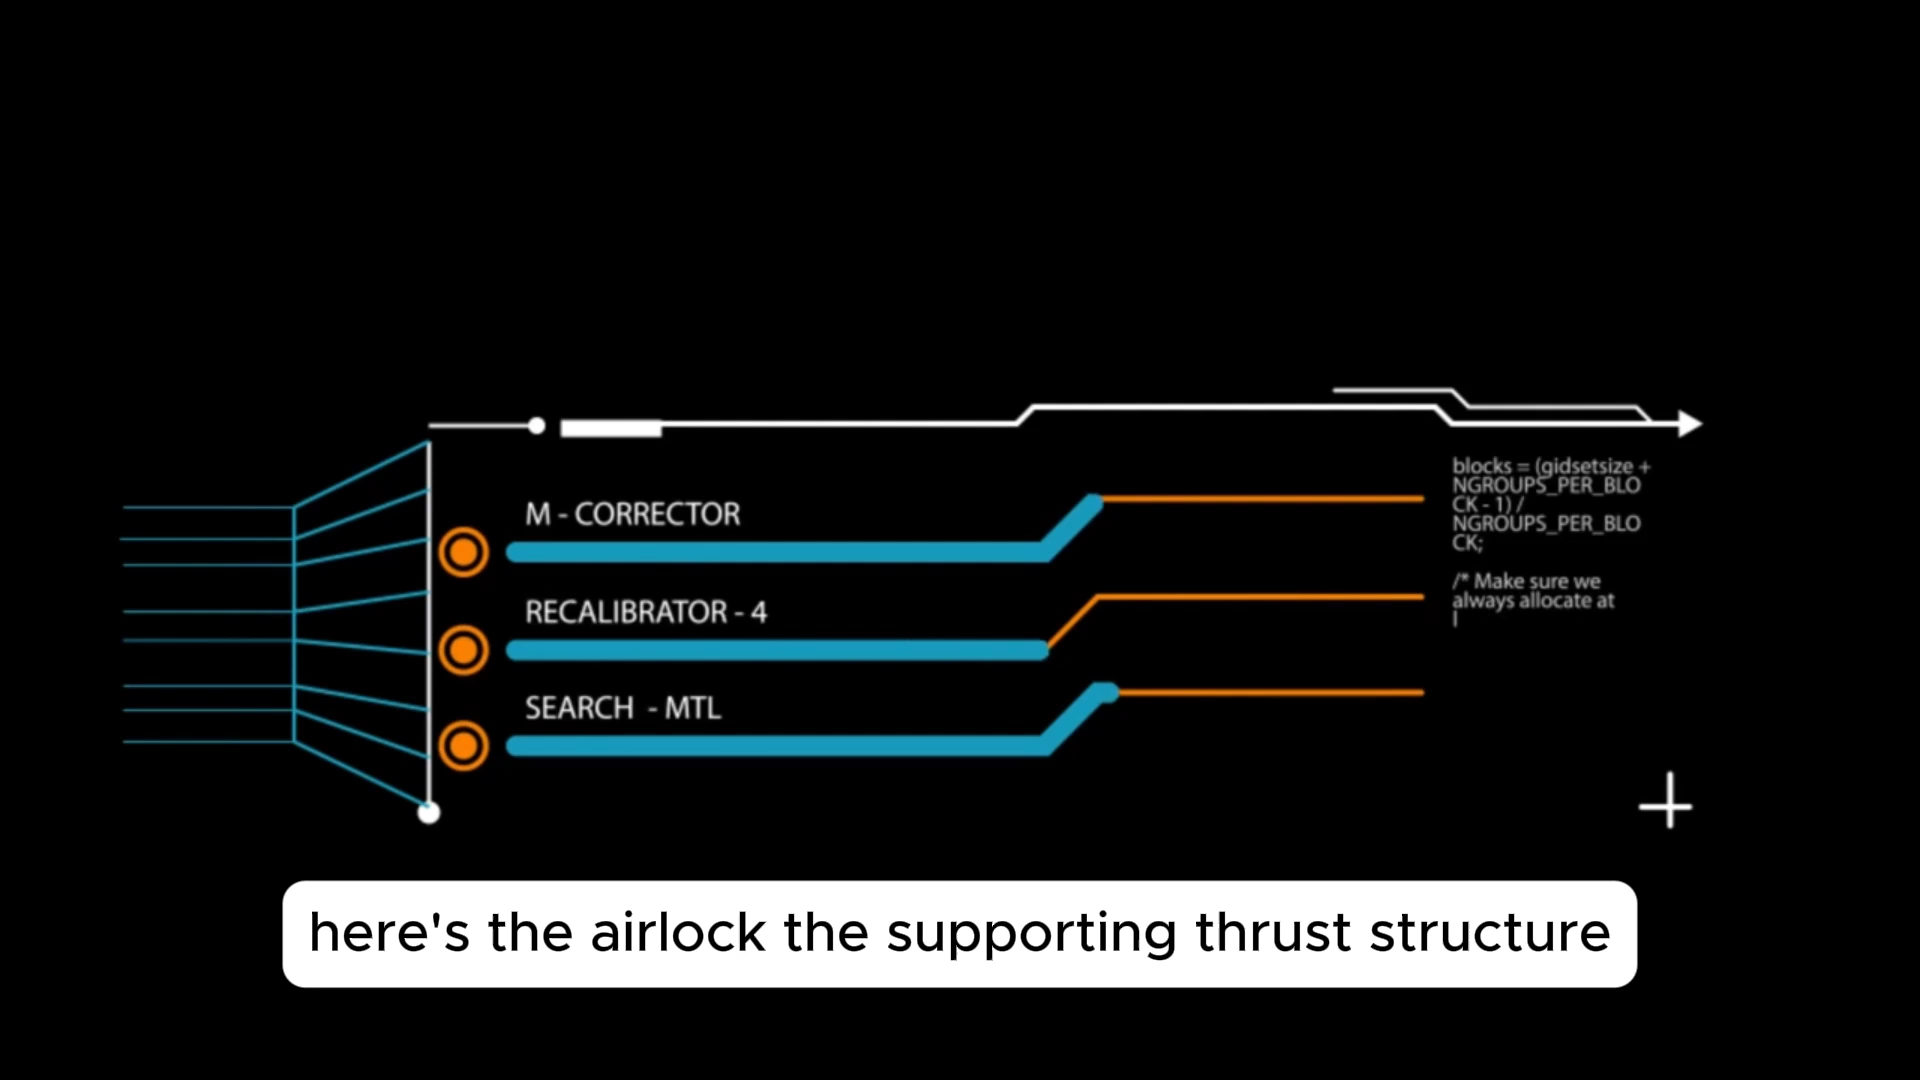 blocks = (gidsetsize +
NGROUPS_PER_BLO
CK - 1) /
NGROUPS_PER_BLO
CK;
/* Make sure we
always allocate at
l
M - CORRECTOR
RECALIBRATOR - 4
SEARCH - MTL
here's the airlock the supporting thrust structure